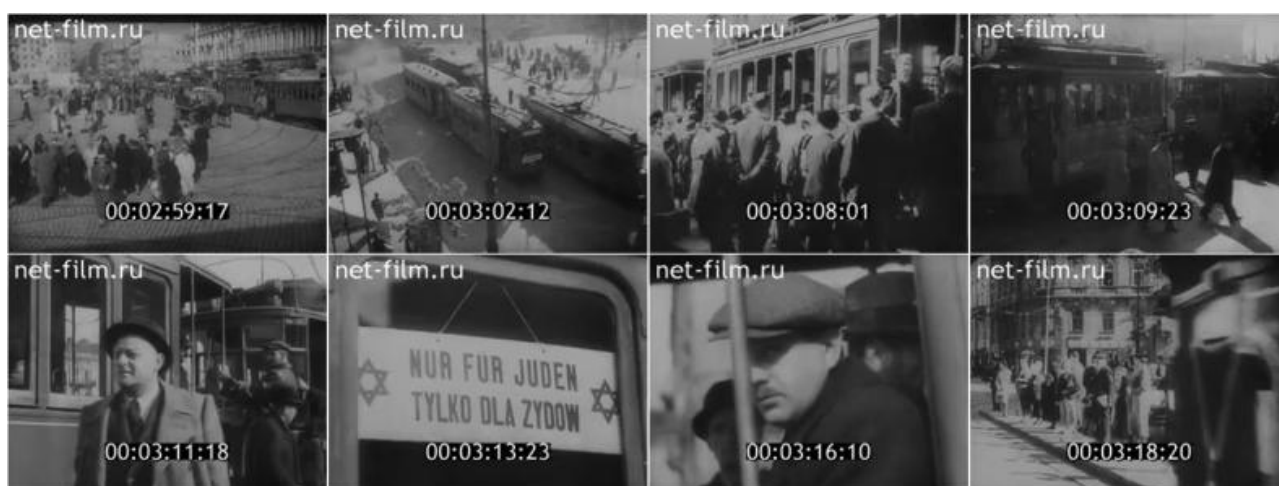 net-film.ru
net-film.ru
net-film.ru
net-film.ru
00:02:59:17
00:03:02:12
00:03:08:01
00:03:09:23
net-film.ru
net-film.ru
net-film.ru
net-film.ru
NUR FUR JUDEN
TYLKO DLA ZYDOW
00:03:11:18
00:03:13:23
00:03:16:10
00:03:18:20